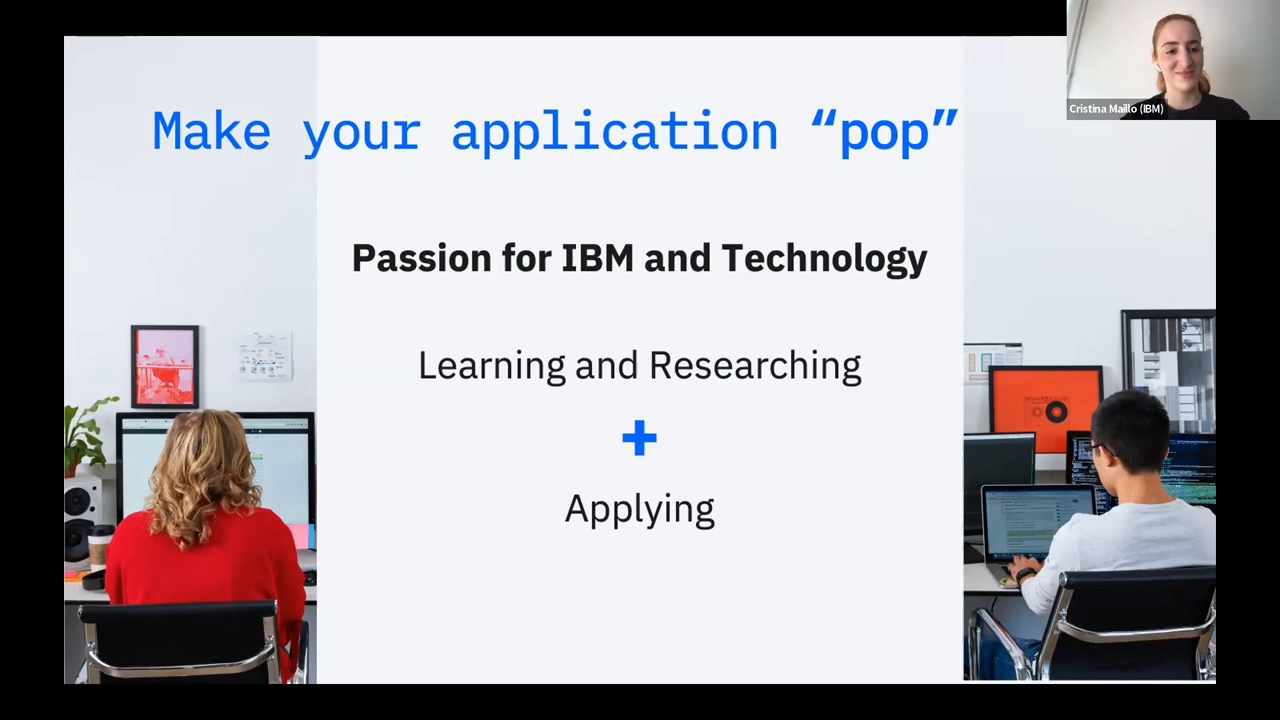 Make your application “pop”
Cristina Maillo (IBM)
Passion for IBM and Technology
Learning and Researching
+
Applying